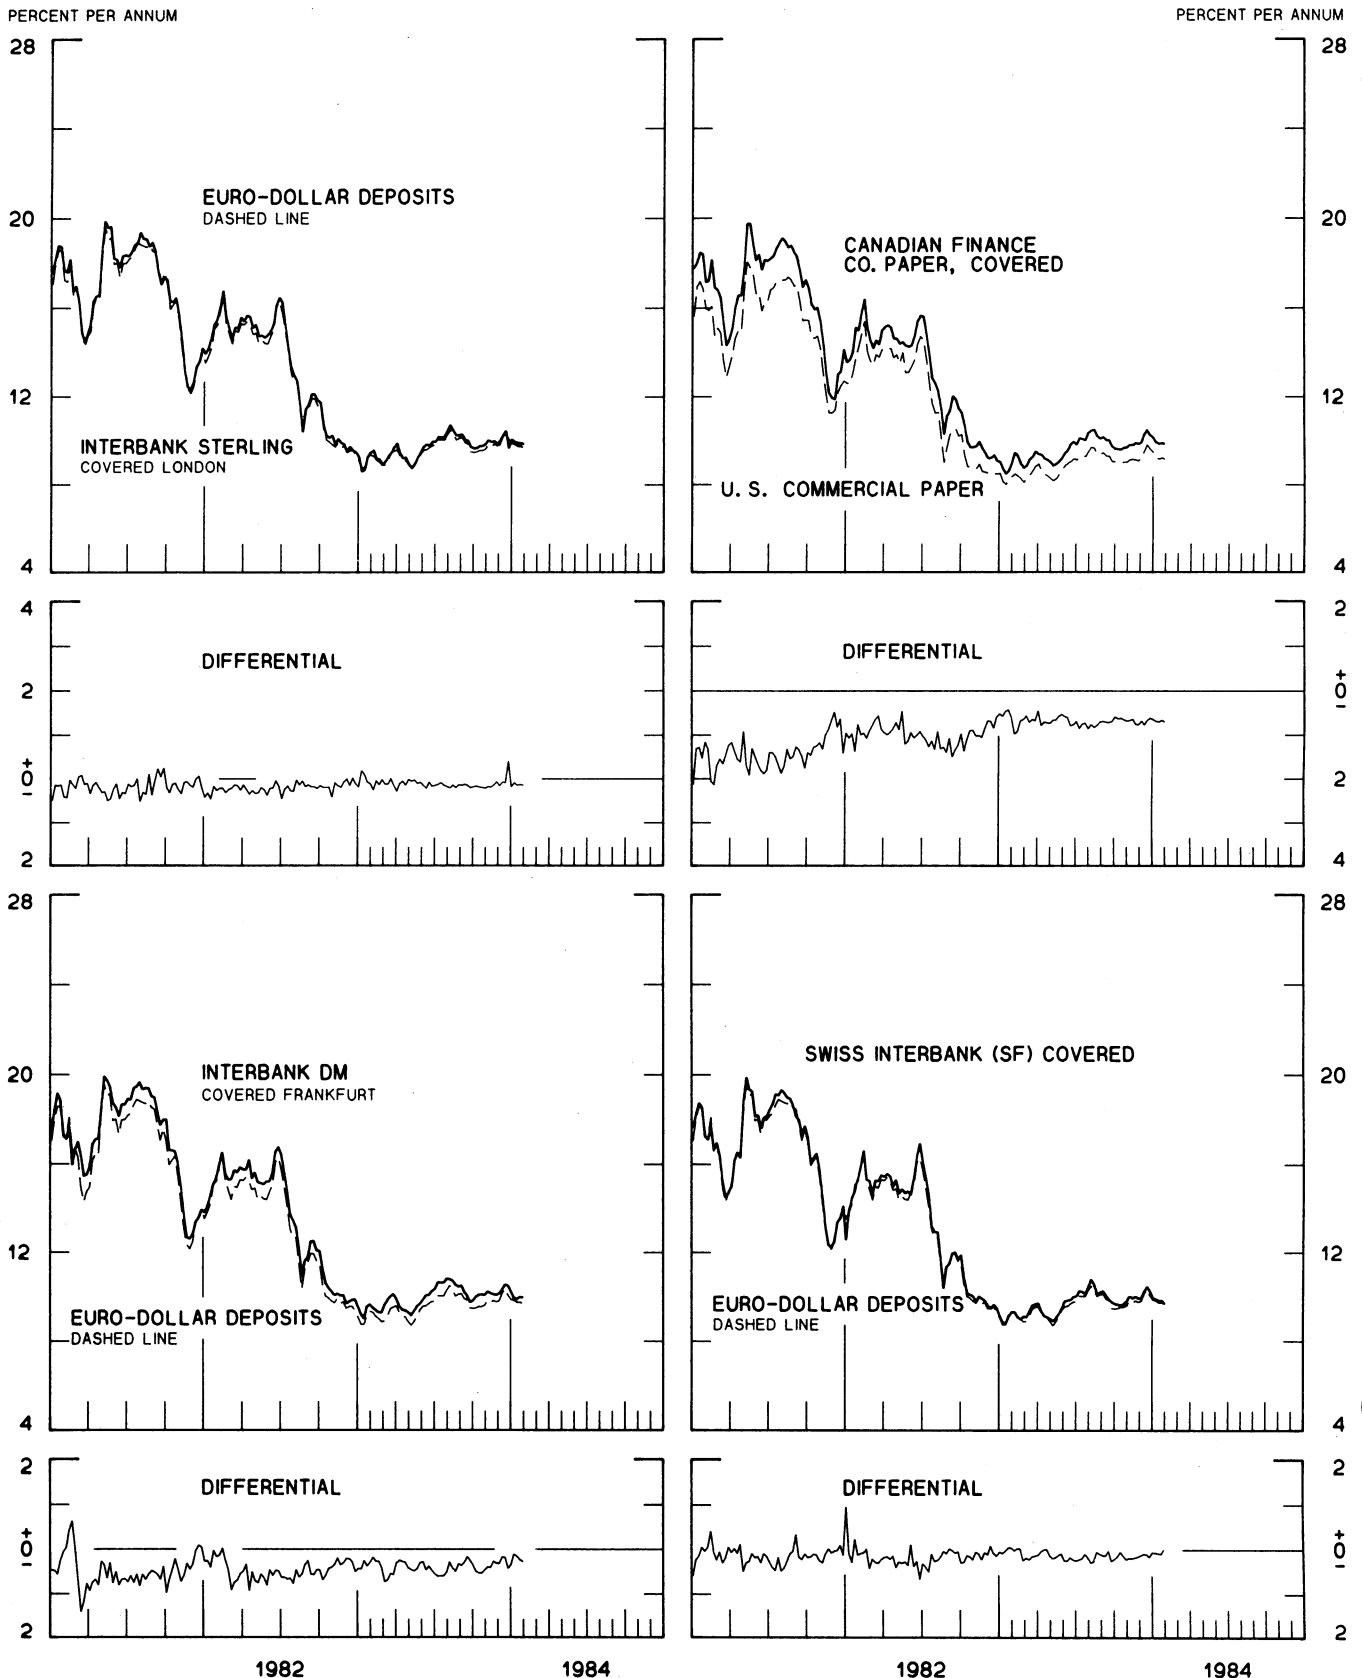 PERCENT PER ANNUM
PERCENT PER ANNUM
28
28
EURO-DOLLAR DEPOSITS
DASHED LINE
20
20
CANADIAN FINANCE
CO. PAPER, COVERED
12
12
INTERBANK STERLING
COVERED LONDON
U. S. COMMERCIAL PAPER
4
4
4
2
DIFFERENTIAL
DIFFERENTIAL
2
+
0
−
+
0
−
2
2
4
28
28
SWISS INTERBANK (SF) COVERED
INTERBANK DM
COVERED FRANKFURT
20
20
12
12
EURO-DOLLAR DEPOSITS
DASHED LINE
EURO-DOLLAR DEPOSITS
DASHED LINE
4
4
2
2
DIFFERENTIAL
DIFFERENTIAL
+
0
−
+
0
−
2
2
1982
1984
1982
1984